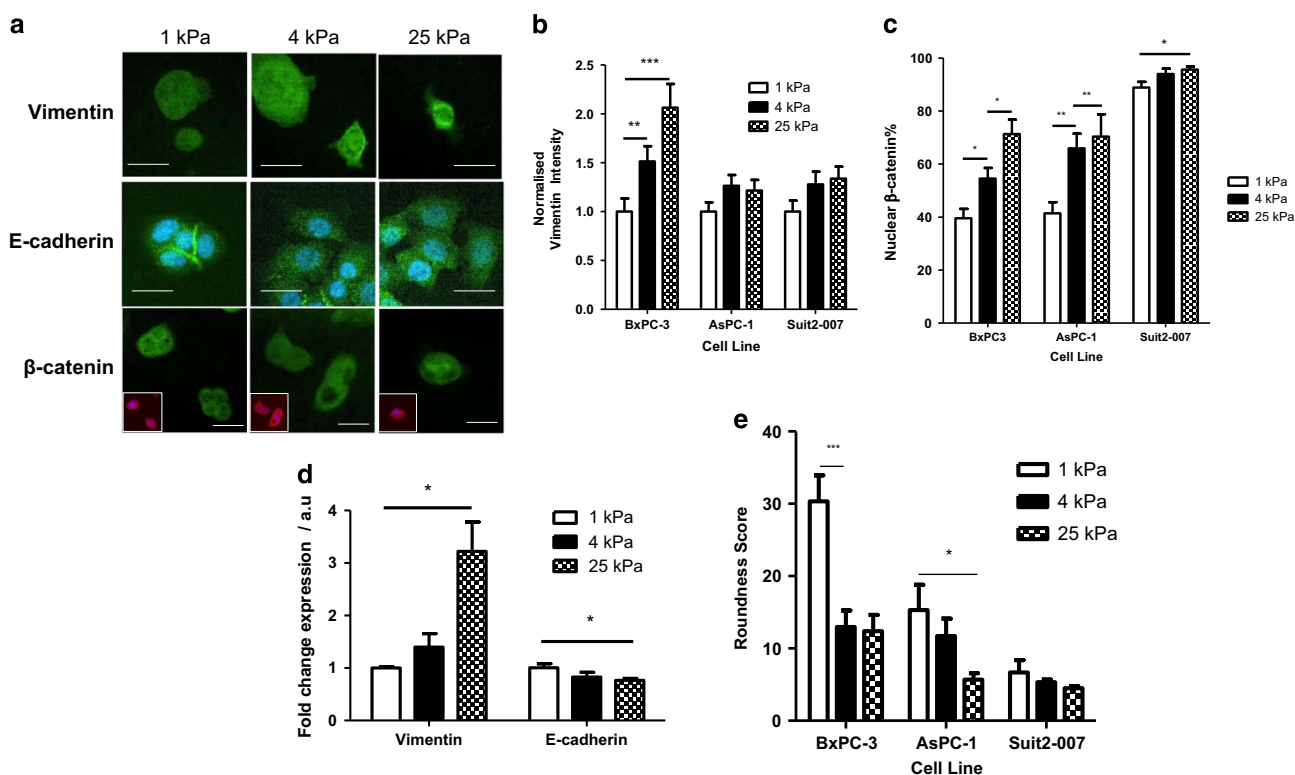 a
1 kPa 4 kPa 25 kPa
Vimentin
E-cadherin
β-catenin
b
***
**
Normalised
Vimentin Intensity
2.5
2.0
1.5
1.0
0.5
0.0
1 kPa
4 kPa
25 kPa
BxPC-3 AsPC-1 Suit2-007
Cell Line
c
*
*
*
**
**
Nuclear β-catenin%
100
80
60
40
20
0
BxPC3 AsPC-1 Suit2-007
Cell Line
1 kPa
4 kPa
25 kPa
d
*
*
Fold change expression / a.u
4
3
2
1
0
1 kPa
4 kPa
25 kPa
Vimentin E-cadherin
e
***
*
Roundness Score
40
30
20
10
0
1 kPa
4 kPa
25 kPa
BxPC-3 AsPC-1 Suit2-007
Cell Line